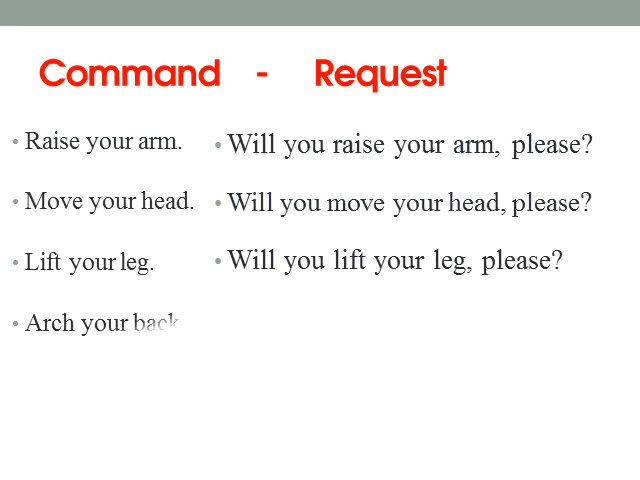 Command - Request
Raise your arm.
Will you raise your arm, please?
Move your head.
Will you move your head, please?
Lift your leg.
Will you lift your leg, please?
Arch your back